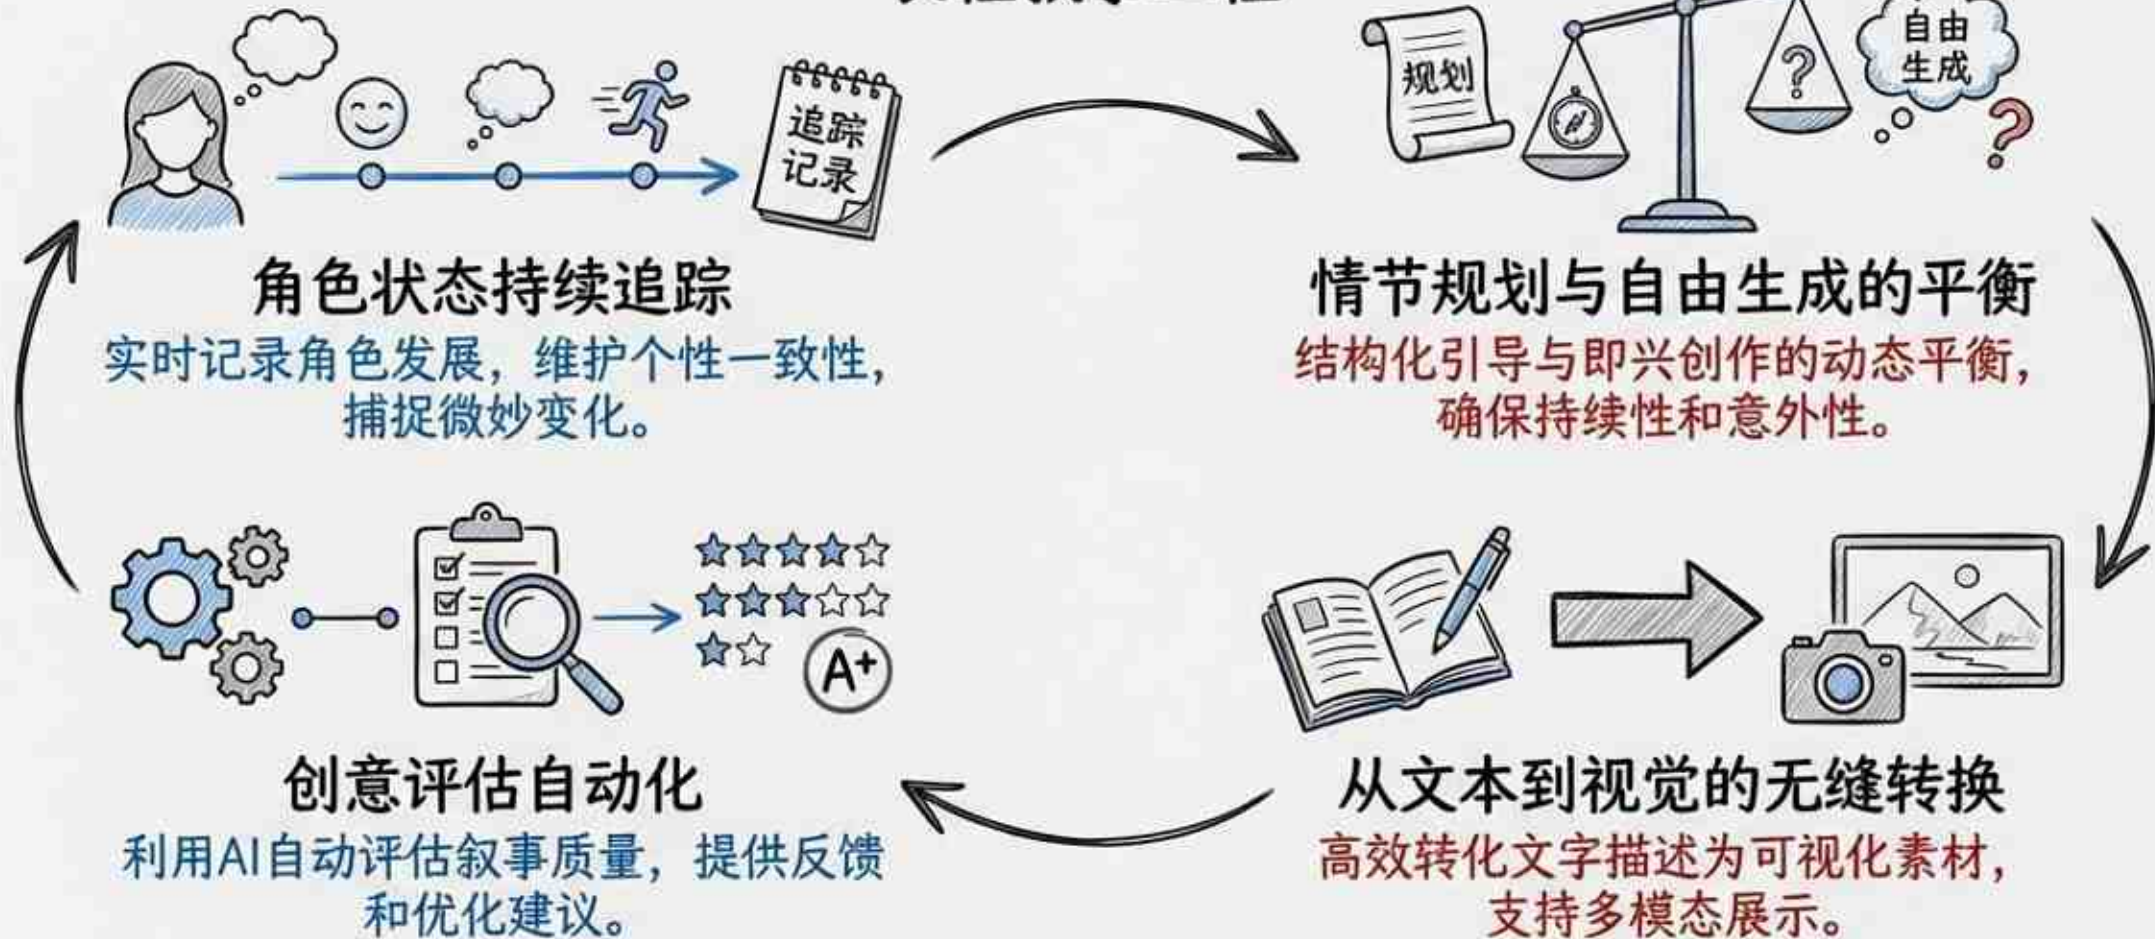 追踪
记录
规划
自由
生成
角色状态持续追踪
实时记录角色发展，维护个性一致性，
捕捉微妙变化。
情节规划与自由生成的平衡
结构化引导与即兴创作的动态平衡，
确保持续性和意外性。
A+
创意评估自动化
利用AI自动评估叙事质量，提供反馈
和优化建议。
从文本到视觉的无缝转换
高效转化文字描述为可视化素材，
支持多模态展示。